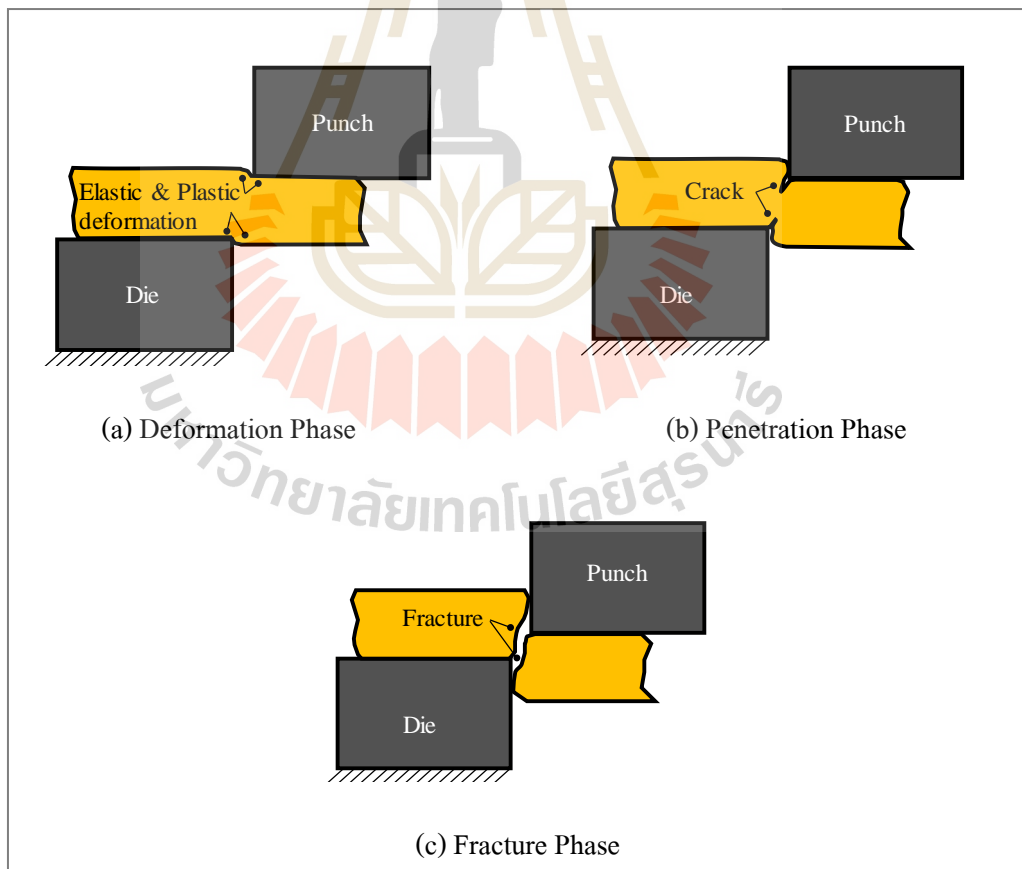 Punch
Elastic & Plastic
deformation
Die
(a) Deformation Phase
Punch
Crack
Die
(b) Penetration Phase
มหาวิทยาลัยเทคโนโลยีสุรนารี
Punch
Fracture
Die
(c) Fracture Phase